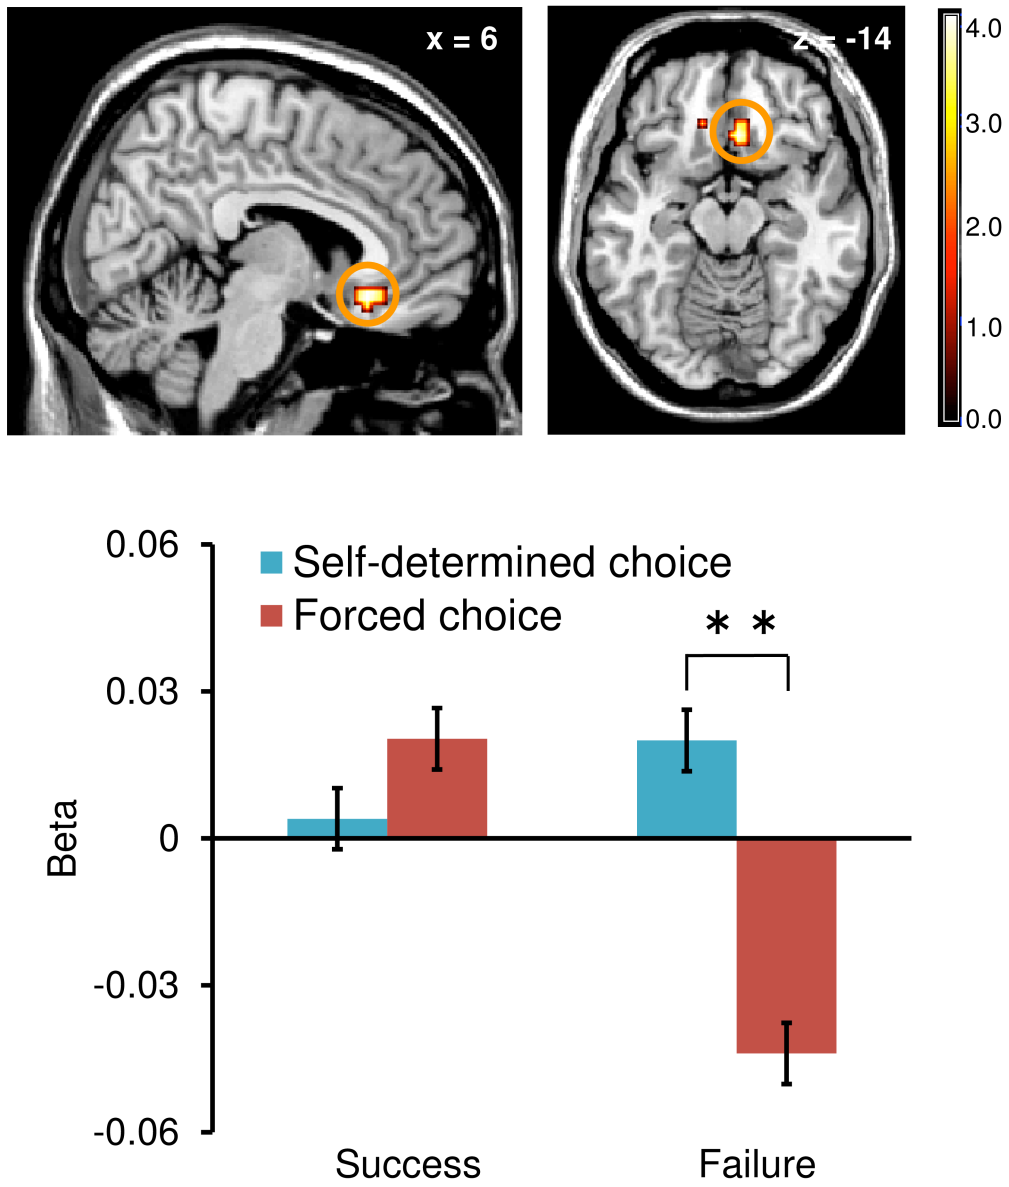 x = 6
z = -14
4.0
3.0
2.0
1.0
0.0
0.06
Self-determined choice
Forced choice
* *
0.03
Beta
0
-0.03
-0.06
Success
Failure